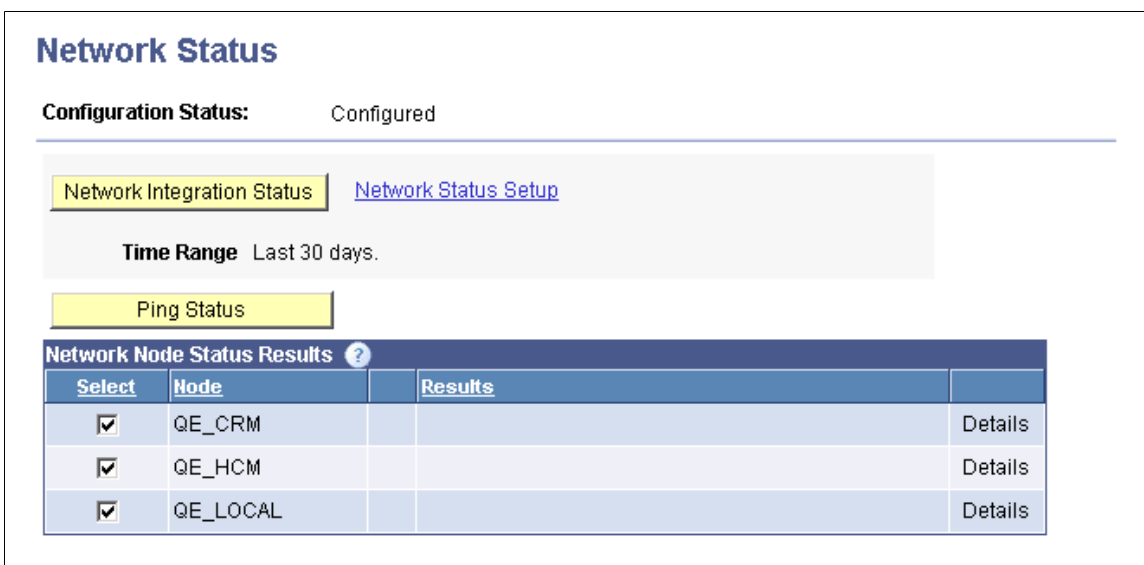 Network Status
Configuration Status: Configured
Network Integration Status Network Status Setup
Time Range Last 30 days.
Ping Status
Network Node Status Results ?
Select Node Results
QE_CRM Details
QE_HCM Details
QE_LOCAL Details